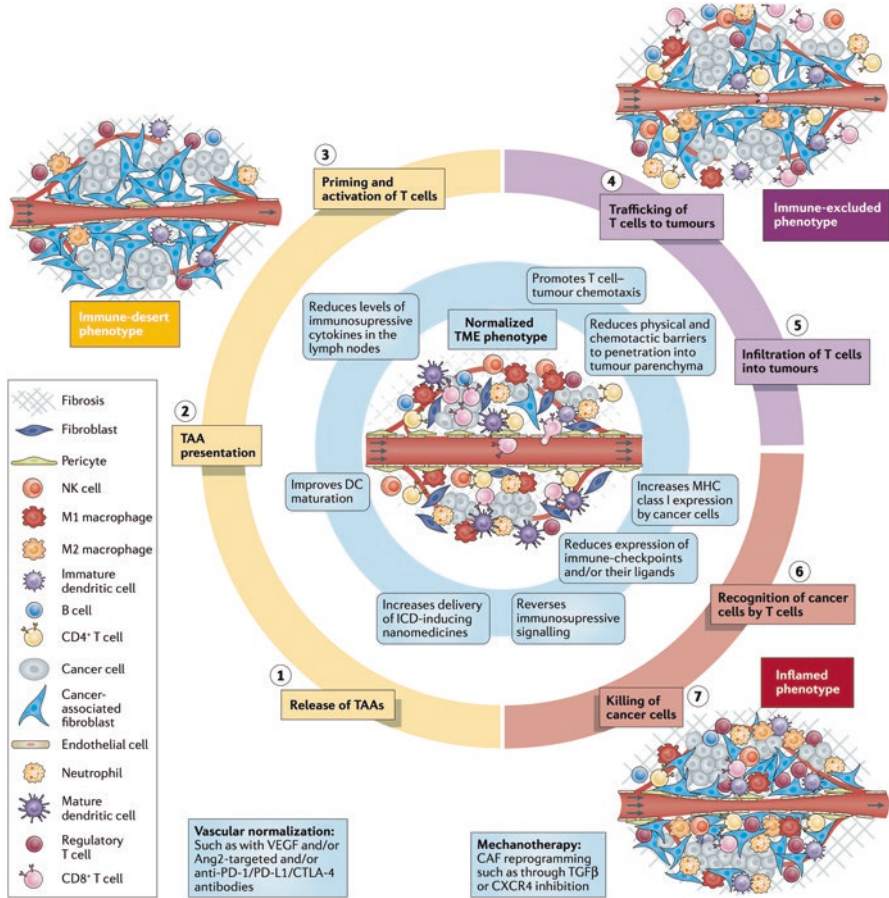 3
Priming and
activation of T cells
4
Trafficking of
T cells to tumours
Immune-excluded
phenotype
Immune-desert
phenotype
Promotes T cell–
tumour chemotaxis
Reduces levels of
immunosupressive
cytokines in the
lymph nodes
Normalized
TME phenotype
Reduces physical and
chemotactic barriers
to penetration into
tumour parenchyma
5
Infiltration of T cells
into tumours
2
TAA
presentation
Improves DC
maturation
Increases MHC
class I expression
by cancer cells
Reduces expression of
immune-checkpoints
and/or their ligands
Increases delivery
of ICD-inducing
nanomedicines
Reverses
immunosupressive
signalling
6
Recognition of cancer
cells by T cells
1
Release of TAAs
7
Killing of
cancer cells
Inflamed
phenotype
Fibrosis
Fibroblast
Pericyte
NK cell
M1 macrophage
M2 macrophage
Immature
dendritic cell
B cell
CD4⁺ T cell
Cancer cell
Cancer-
associated
fibroblast
Endothelial cell
Neutrophil
Mature
dendritic cell
Regulatory
T cell
CD8⁺ T cell
Vascular normalization:
Such as with VEGF and/or
Ang2-targeted and/or
anti-PD-1/PD-L1/CTLA-4
antibodies
Mechanotherapy:
CAF reprogramming
such as through TGFβ
or CXCR4 inhibition